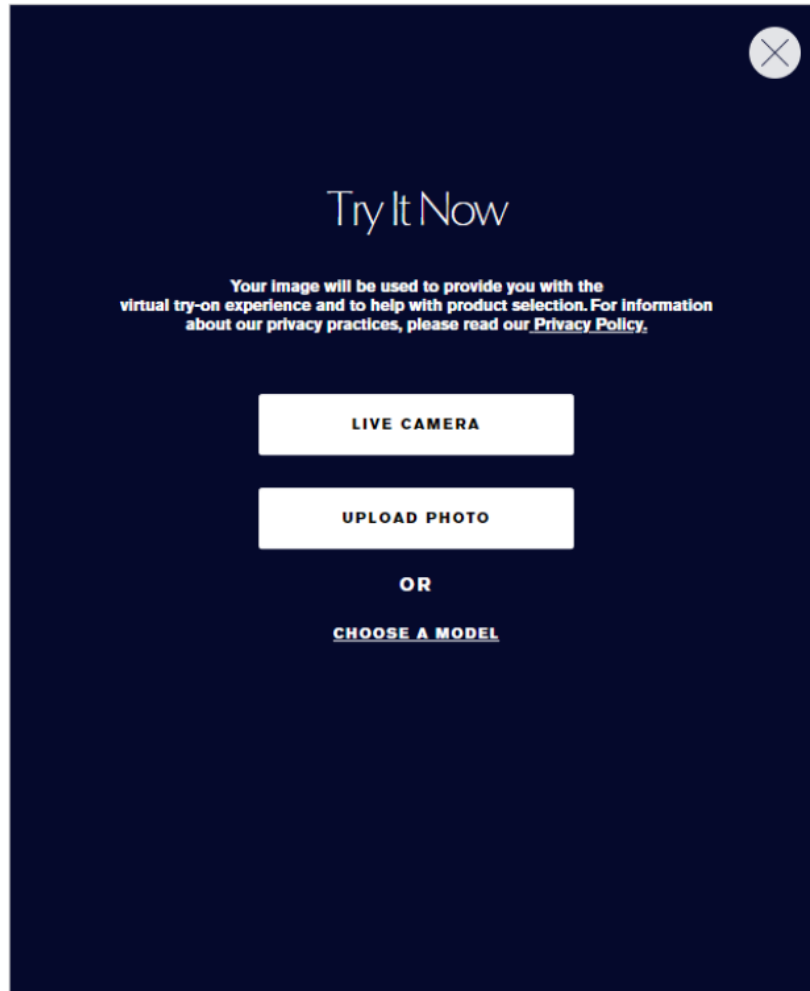 Try It Now
Your image will be used to provide you with the
virtual try-on experience and to help with product selection. For information
about our privacy practices, please read our Privacy Policy.
LIVE CAMERA
UPLOAD PHOTO
OR
CHOOSE A MODEL